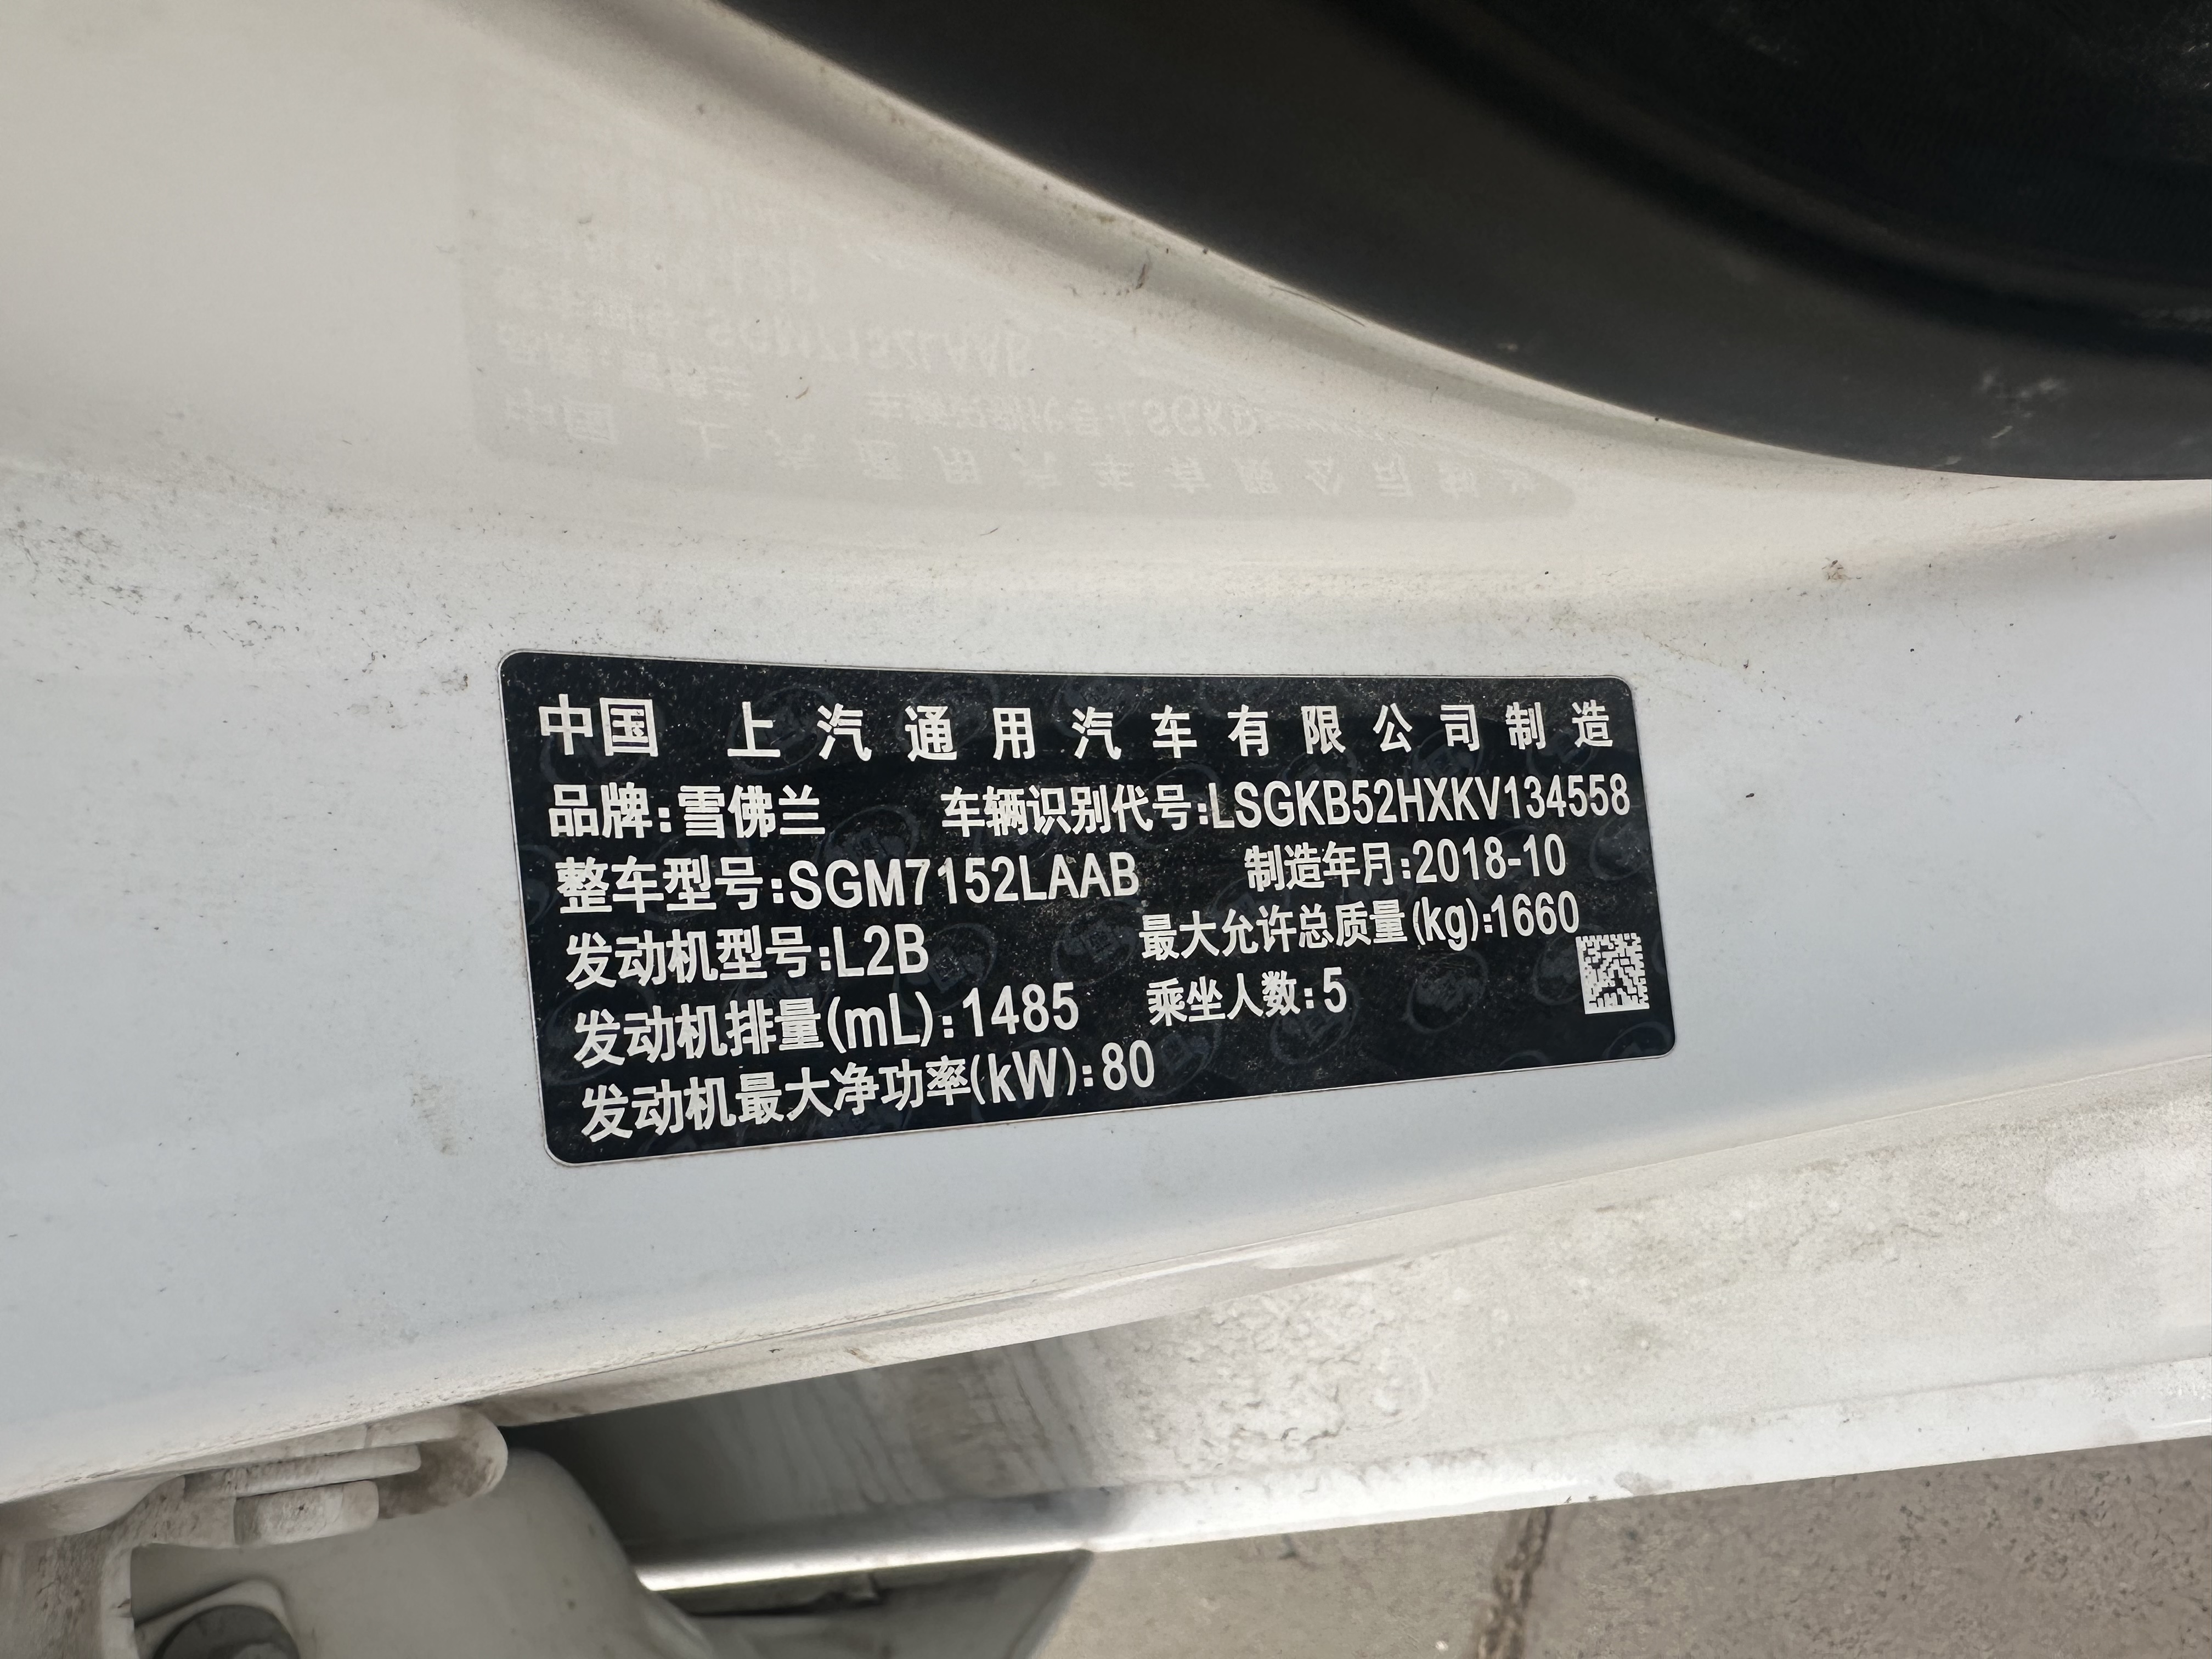 中国 上汽通用汽车有限公司制造
品牌:雪佛兰 车辆识别代号:LSGKB52HXKV134558
整车型号:SGM7152LAAB 制造年月:2018-10
发动机型号:L2B 最大允许总质量(kg):1660
发动机排量(mL):1485 乘坐人数:5
发动机最大净功率(kW):80